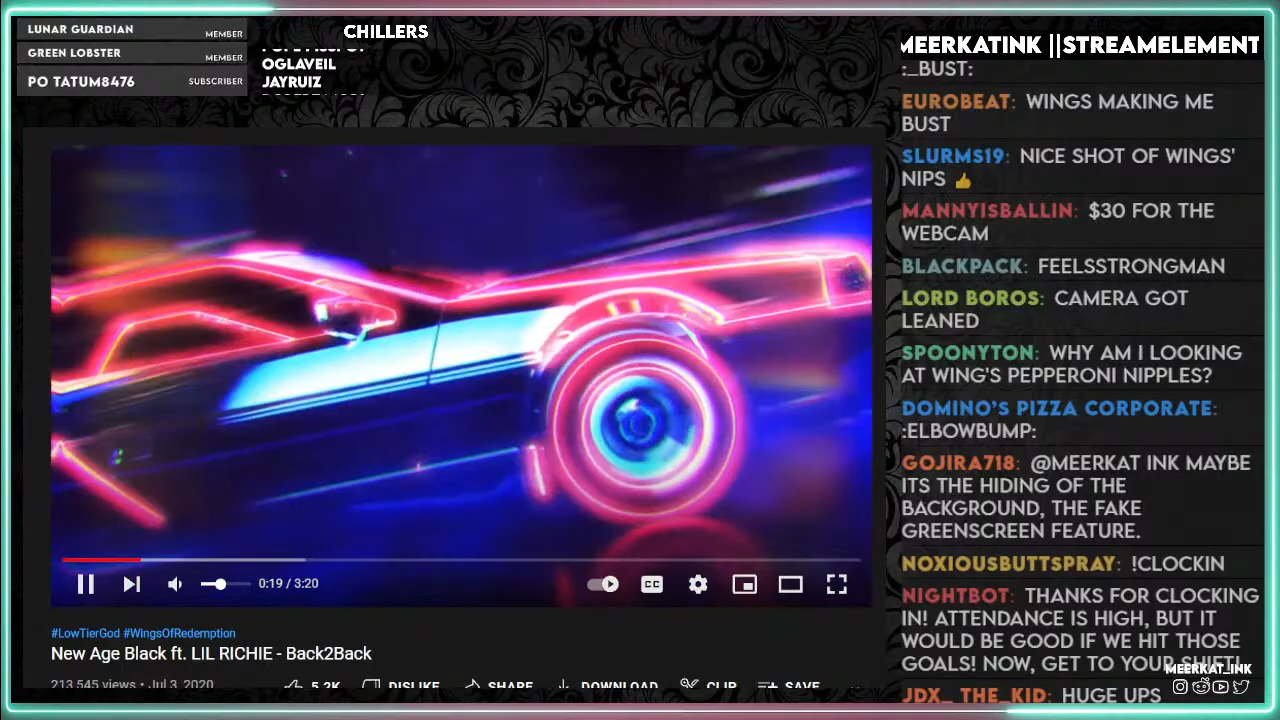 LUNAR GUARDIAN MEMBER
GREEN LOBSTER MEMBER
PO TATUM8476 SUBSCRIBER
CHILLERS
OGLAVEIL
JAYRUIZ
MEERKATINK ||STREAMELEMENT
:_BUST:
EUROBEAT: WINGS MAKING ME
BUST
SLURMS19: NICE SHOT OF WINGS'
NIPS 👍
MANNYISBALLIN: $30 FOR THE
WEBCAM
BLACKPACK: FEELSSTRONGMAN
LORD BOROS: CAMERA GOT
LEANED
SPOONYTON: WHY AM I LOOKING
AT WING'S PEPPERONI NIPPLES?
DOMINO'S PIZZA CORPORATE:
:ELBOWBUMP:
GOJIRA718: @MEERKAT INK MAYBE
ITS THE HIDING OF THE
BACKGROUND, THE FAKE
GREENSCREEN FEATURE.
NOXIOUSBUTTSPRAY: !CLOCKIN
NIGHTBOT: THANKS FOR CLOCKING
IN! ATTENDANCE IS HIGH, BUT IT
WOULD BE GOOD IF WE HIT THOSE
GOALS! NOW, GET TO YOUR SHIFT!
MEERKAT_INK
JDX_ THE_KID: HUGE UPS
0:19 / 3:20
CC
#LowTierGod #WingsOfRedemption
New Age Black ft. LIL RICHIE - Back2Back
213,545 views • Jul 3, 2020 5.2K DISLIKE SHARE DOWNLOAD CLIP SAVE